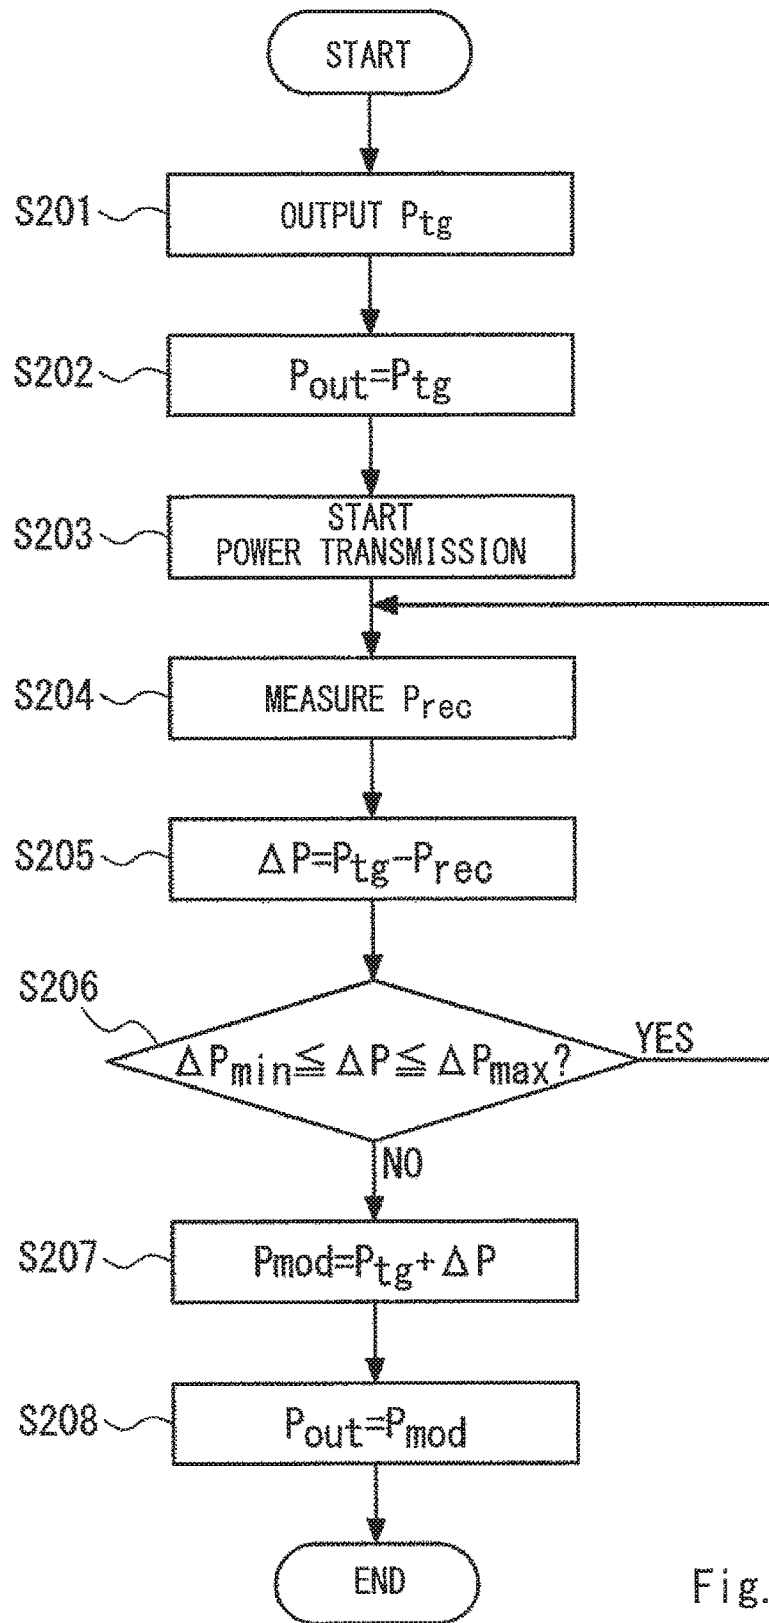 START
S201
OUTPUT Ptg
S202
Pout=Ptg
S203
START
POWER TRANSMISSION
S204
MEASURE Prec
S205
ΔP=Ptg-Prec
S206
ΔPmin≦ΔP≦ΔPmax?
YES
NO
S207
Pmod=Ptg+ΔP
S208
Pout=Pmod
END
Fig.